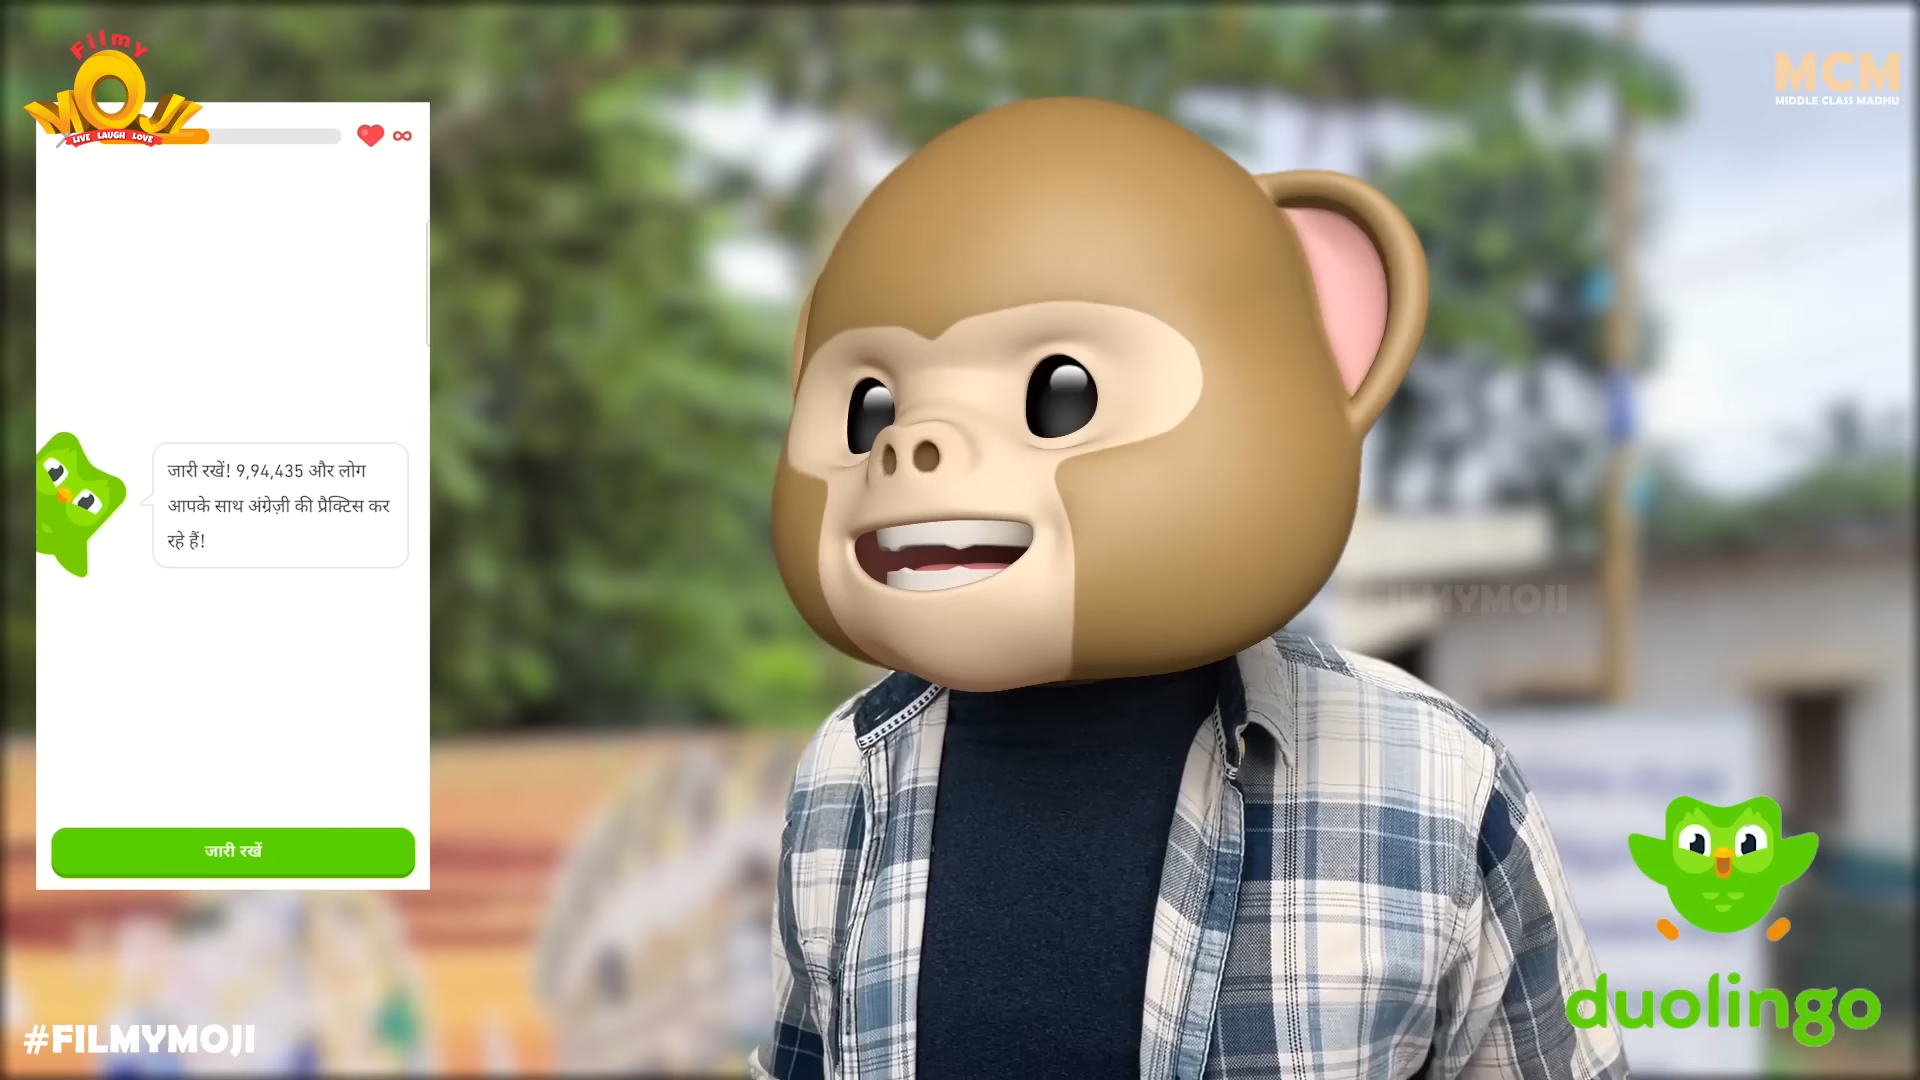 Filmy
MOJI
LIVE LAUGH LOVE
MCM
MIDDLE CLASS MADHU
जारी रखें! 9,94,435 और लोग
आपके साथ अंग्रेज़ी की प्रैक्टिस कर
रहे हैं!
FILMYMOJI
जारी रखें
duolingo
#FILMYMOJI